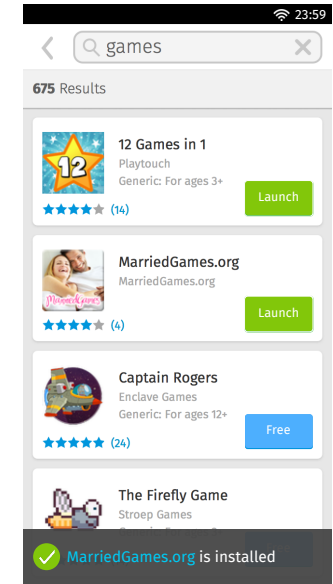 23:59
games
675 Results
12
12 Games in 1
Playtouch
Generic: For ages 3+
(14)
Launch
MarriedGames.org
MarriedGames.org
MarriedGames
(4)
Launch
Captain Rogers
Enclave Games
Generic: For ages 12+
(24)
Free
The Firefly Game
Stroep Games
MarriedGames.org is installed